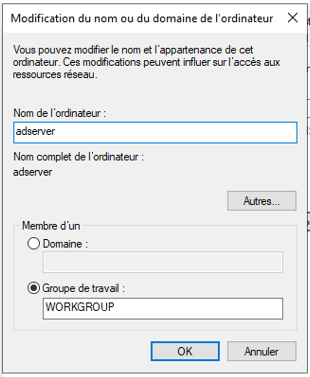 Modification du nom ou du domaine de l'ordinateur
Vous pouvez modifier le nom et l'appartenance de cet
ordinateur. Ces modifications peuvent influer sur l'accès aux
ressources réseau.
Nom de l'ordinateur :
adserver
Nom complet de l'ordinateur :
adserver
Autres...
Membre d'un
Domaine :
Groupe de travail :
WORKGROUP
OK
Annuler